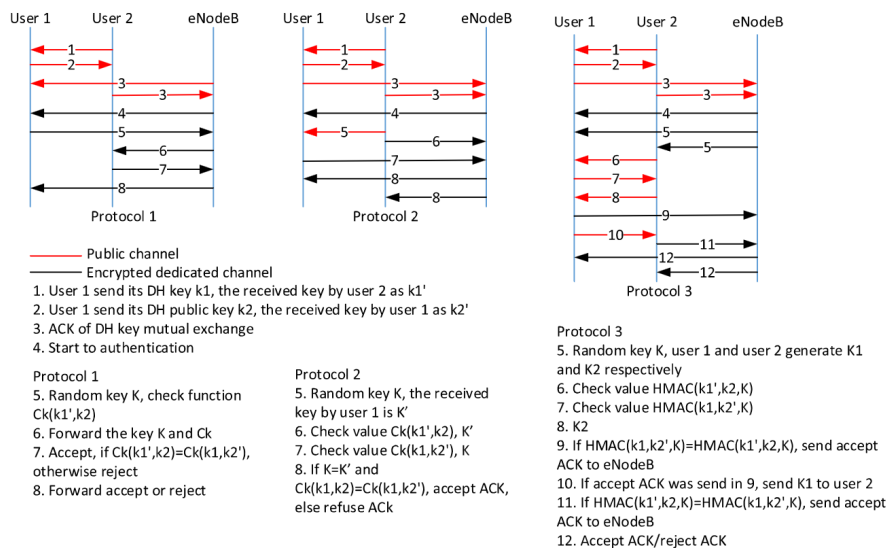 User 1 User 2 eNodeB
1
2
3
3
4
5
6
7
8
Protocol 1
User 1 User 2 eNodeB
1
2
3
3
4
5
6
7
8
8
Protocol 2
User 1 User 2 eNodeB
1
2
3
3
4
5
5
6
7
8
9
10
11
12
12
Protocol 3
Public channel
Encrypted dedicated channel
1. User 1 send its DH key k1, the received key by user 2 as k1'
2. User 1 send its DH public key k2, the received key by user 1 as k2'
3. ACK of DH key mutual exchange
4. Start to authentication
Protocol 1
5. Random key K, check function
Ck(k1',k2)
6. Forward the key K and Ck
7. Accept, if Ck(k1',k2)=Ck(k1,k2'),
otherwise reject
8. Forward accept or reject
Protocol 2
5. Random key K, the received
key by user 1 is K'
6. Check value Ck(k1',k2), K'
7. Check value Ck(k1,k2'), K
8. If K=K' and
Ck(k1,k2)=Ck(k1,k2'), accept ACK,
else refuse ACk
Protocol 3
5. Random key K, user 1 and user 2 generate K1
and K2 respectively
6. Check value HMAC(k1',k2,K)
7. Check value HMAC(k1,k2',K)
8. K2
9. If HMAC(k1,k2',K)=HMAC(k1',k2,K), send accept
ACK to eNodeB
10. If accept ACK was send in 9, send K1 to user 2
11. If HMAC(k1',k2,K)=HMAC(k1,k2',K), send accept
ACK to eNodeB
12. Accept ACK/reject ACK